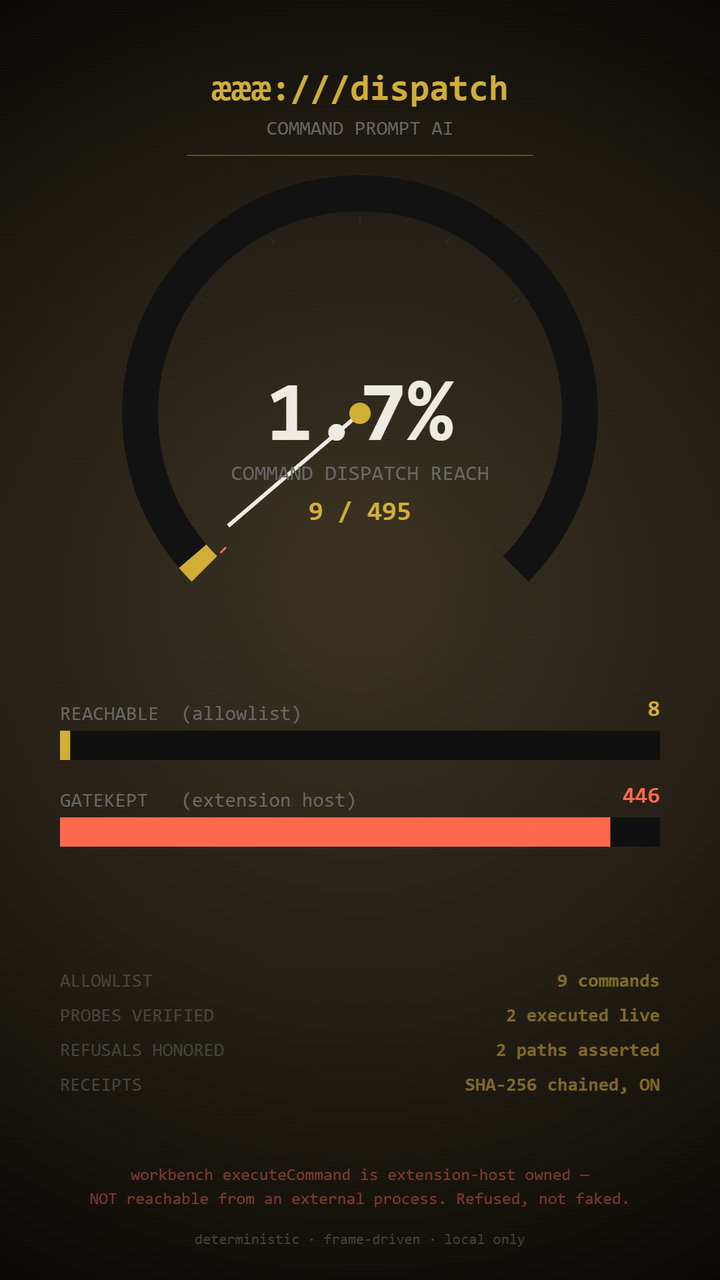 æææ:///dispatch
COMMAND PROMPT AI
1.7%
COMMAND DISPATCH REACH
9 / 495
REACHABLE (allowlist) 8
GATEKEPT (extension host) 446
ALLOWLIST 9 commands
PROBES VERIFIED 2 executed live
REFUSALS HONORED 2 paths asserted
RECEIPTS SHA-256 chained, ON
workbench executeCommand is extension-host owned —
NOT reachable from an external process. Refused, not faked.
deterministic · frame-driven · local only